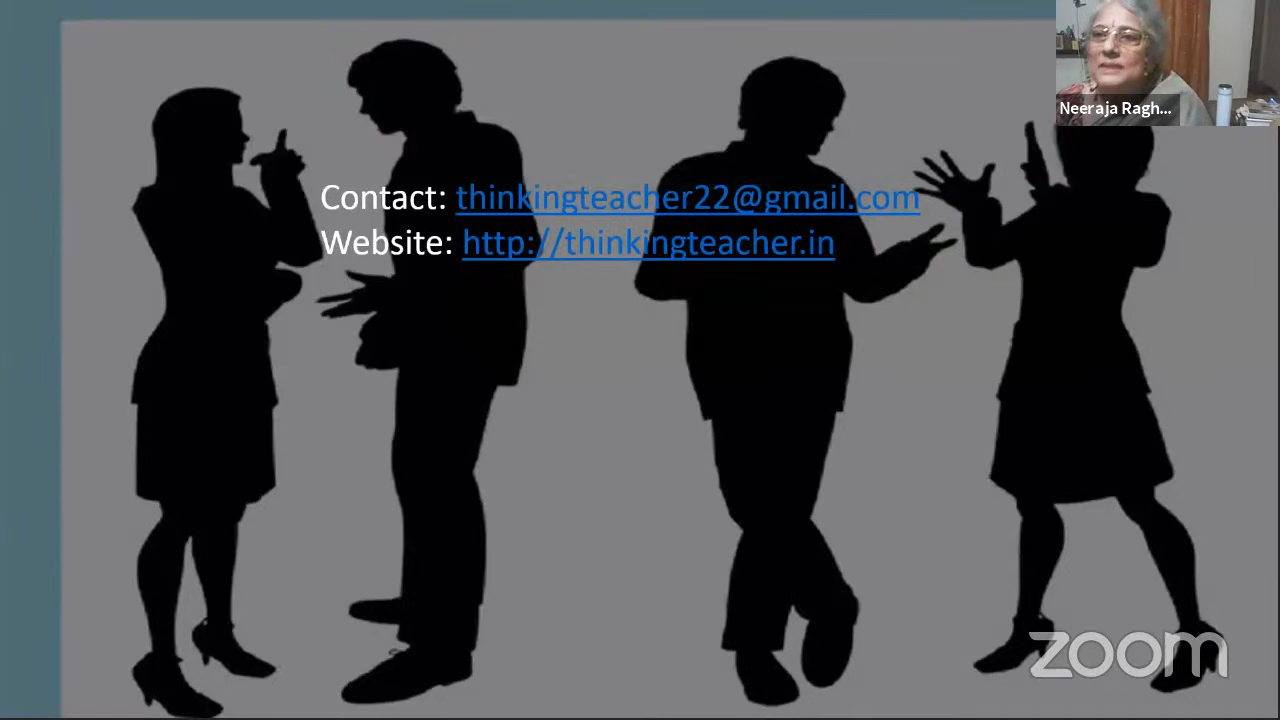 Neeraja Ragh...
Contact: thinkingteacher22@gmail.com
Website: http://thinkingteacher.in
zoom